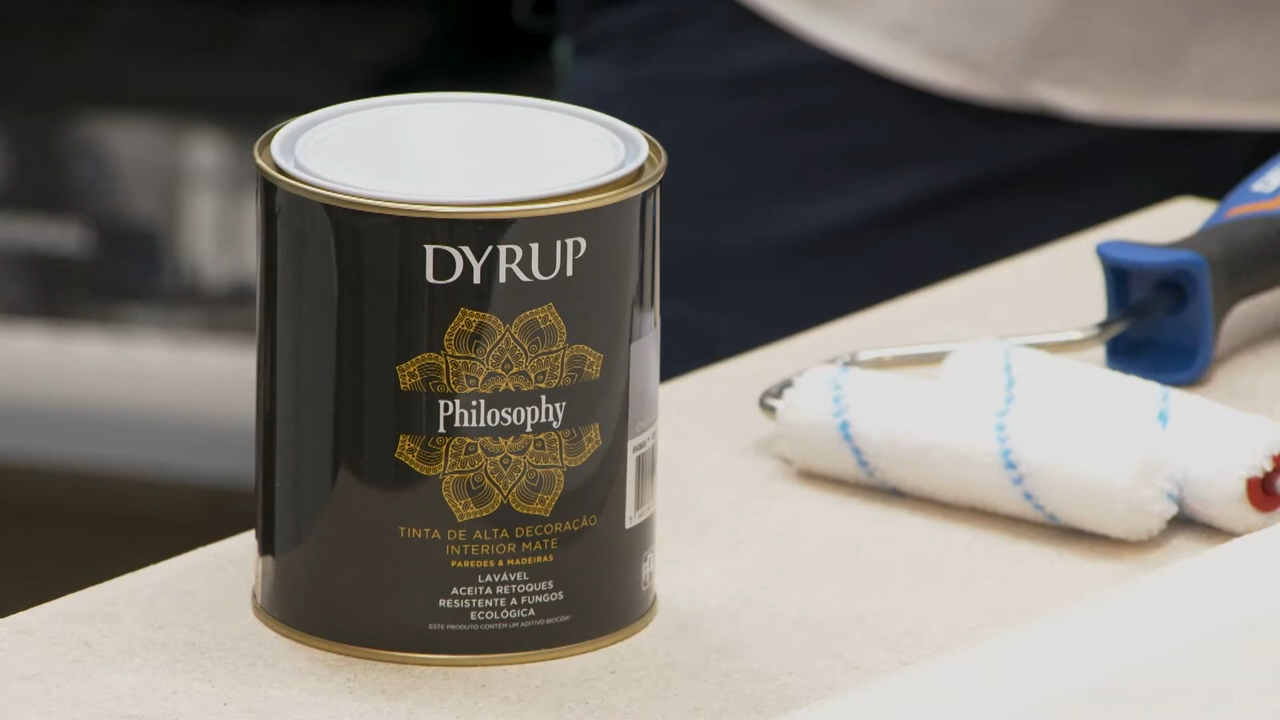 DYRUP
Philosophy
TINTA DE ALTA DECORAÇÃO
INTERIOR MATE
PAREDES & MADEIRAS
LAVÁVEL
ACEITA RETOQUES
RESISTENTE A FUNGOS
ECOLÓGICA
ESTE PRODUTO CONTÉM UM ADITIVO BIOCIDA*